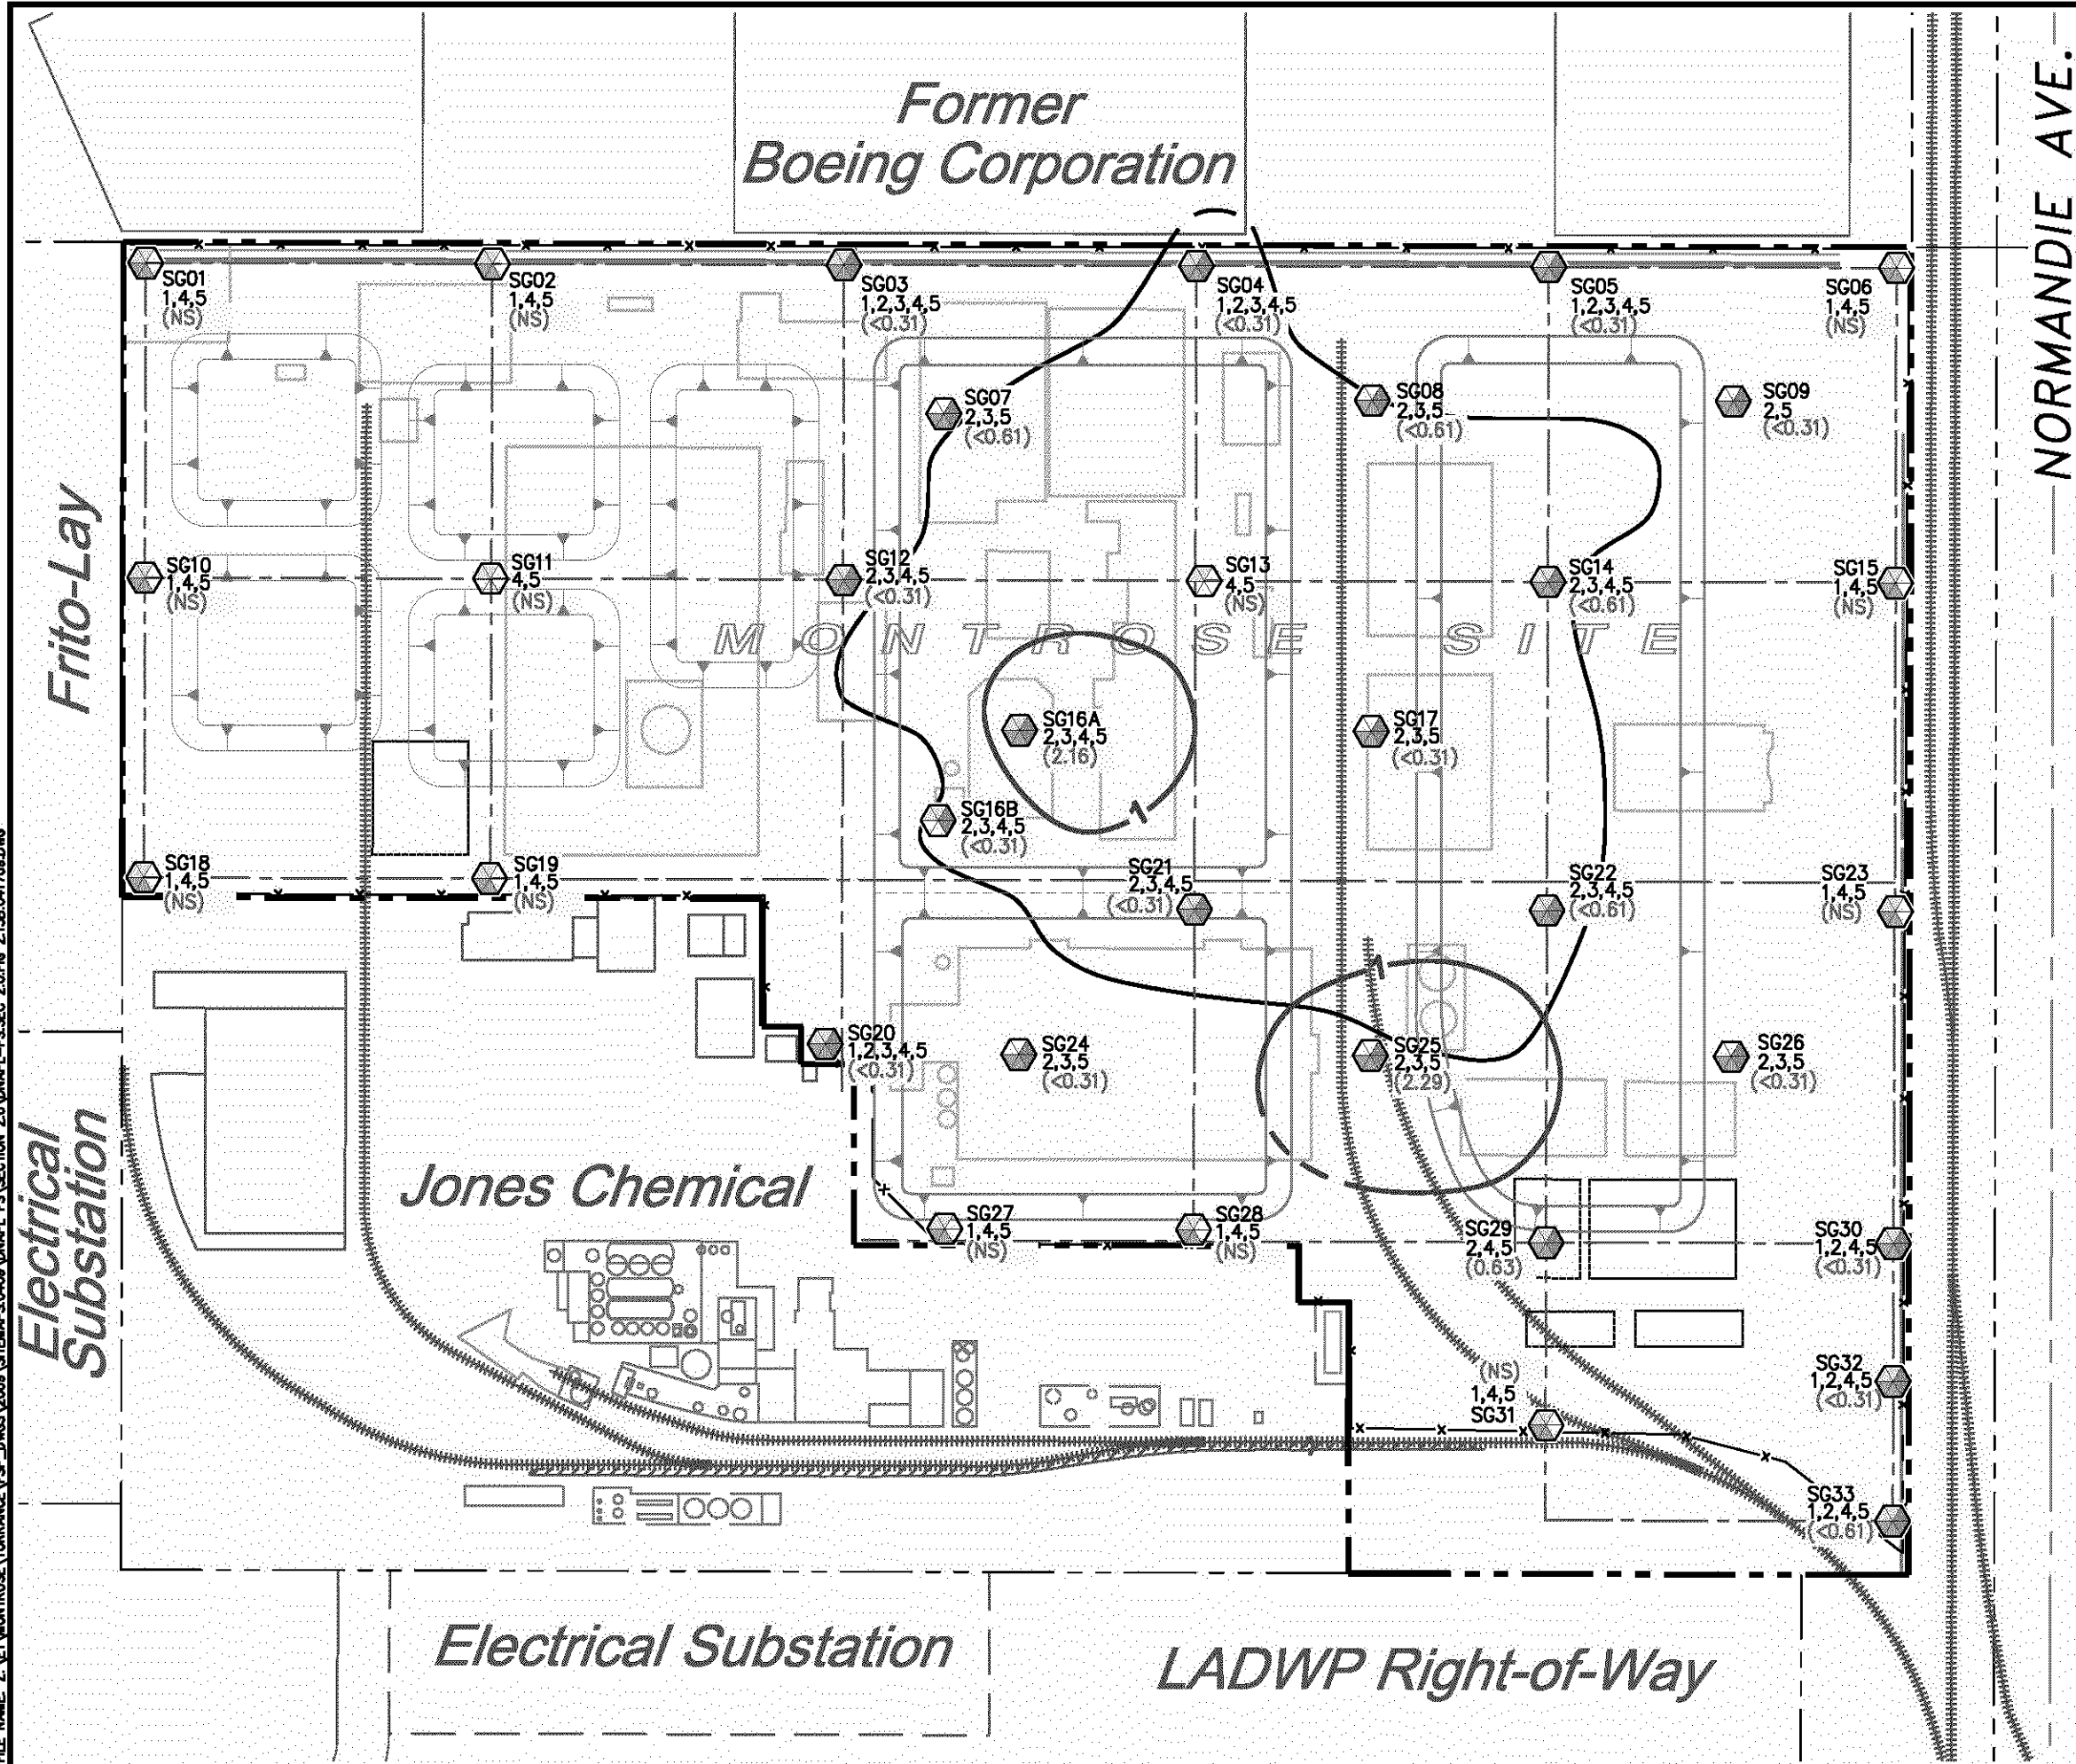 Former
Boeing Corporation
NORMANDIE AVE.
SG01
1,4,5
(NS)
SG02
1,4,5
(NS)
SG03
1,2,3,4,5
(<0.31)
SG04
1,2,3,4,5
(<0.31)
SG05
1,2,3,4,5
(<0.31)
SG06
1,4,5
(NS)
SG07
2,3,5
(<0.61)
SG08
2,3,5
(<0.61)
SG09
2,5
(<0.31)
Frito-Lay
SG10
1,4,5
(NS)
SG11
4,5
(NS)
SG12
2,3,4,5
(<0.31)
SG13
4,5
(NS)
SG14
2,3,4,5
(<0.61)
SG15
1,4,5
(NS)
MONTROSE SITE
SG16A
2,3,4,5
(2.16)
SG17
2,3,5
(<0.31)
1
SG16B
2,3,4,5
(<0.31)
SG18
1,4,5
(NS)
SG19
1,4,5
(NS)
SG21
2,3,4,5
(<0.31)
SG22
2,3,4,5
(<0.61)
SG23
1,4,5
(NS)
1
SG20
1,2,3,4,5
(<0.31)
SG24
2,3,5
(<0.31)
SG25
2,3,5
(2.29)
SG26
2,3,5
(<0.31)
Electrical
Substation
Jones Chemical
SG27
1,4,5
(NS)
SG28
1,4,5
(NS)
SG29
2,4,5
(0.63)
SG30
1,2,4,5
(<0.31)
(NS)
1,4,5
SG31
SG32
1,2,4,5
(<0.31)
SG33
1,2,4,5
(<0.61)
Electrical Substation
LADWP Right-of-Way